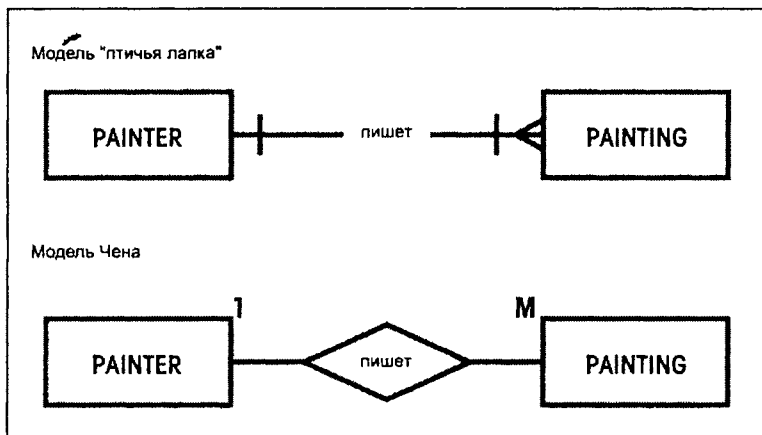 Модель "птичья лапка"
PAINTER пишет PAINTING
Модель Чена
1 M
PAINTER пишет PAINTING